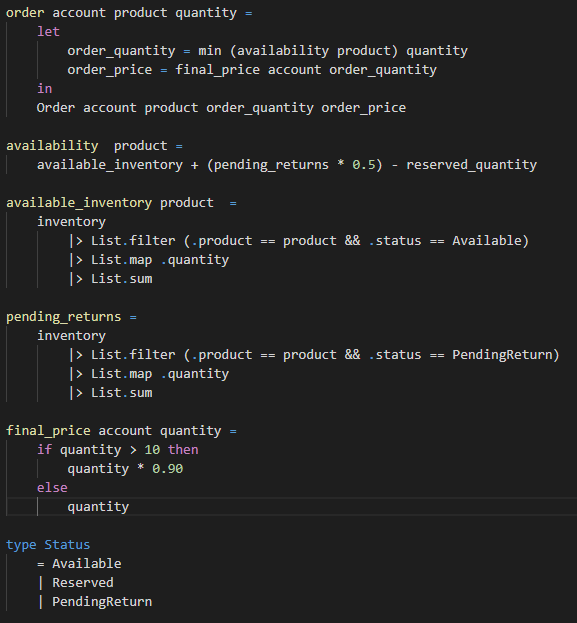 order account product quantity =
    let
        order_quantity = min (availability product) quantity
        order_price = final_price account order_quantity
    in
    Order account product order_quantity order_price

availability  product =
    available_inventory + (pending_returns * 0.5) - reserved_quantity

available_inventory product  =
    inventory
        |> List.filter (.product == product && .status == Available)
        |> List.map .quantity
        |> List.sum

pending_returns =
    inventory
        |> List.filter (.product == product && .status == PendingReturn)
        |> List.map .quantity
        |> List.sum

final_price account quantity =
    if quantity > 10 then
        quantity * 0.90
    else
        quantity

type Status
    = Available
    | Reserved
    | PendingReturn